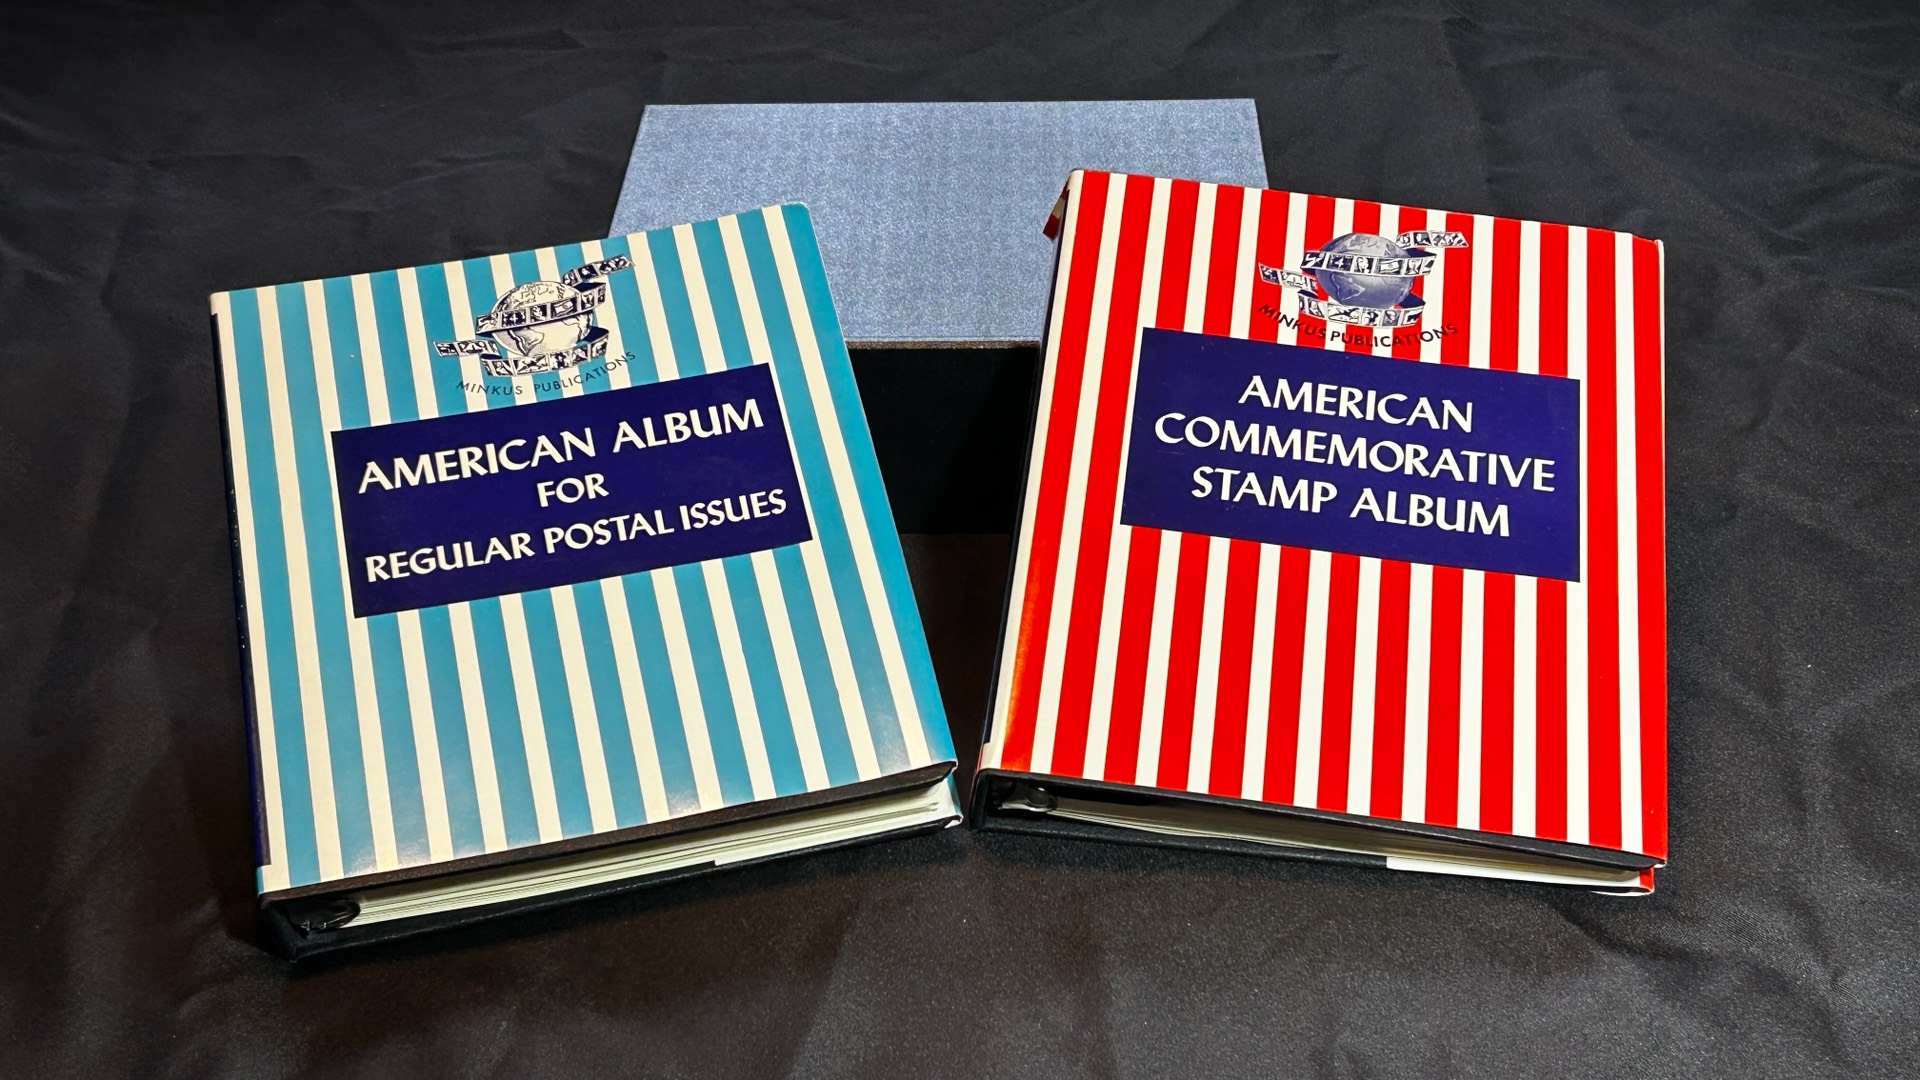 MINKUS PUBLICATIONS
AMERICAN ALBUM
FOR
REGULAR POSTAL ISSUES
MINKUS PUBLICATIONS
AMERICAN
COMMEMORATIVE
STAMP ALBUM